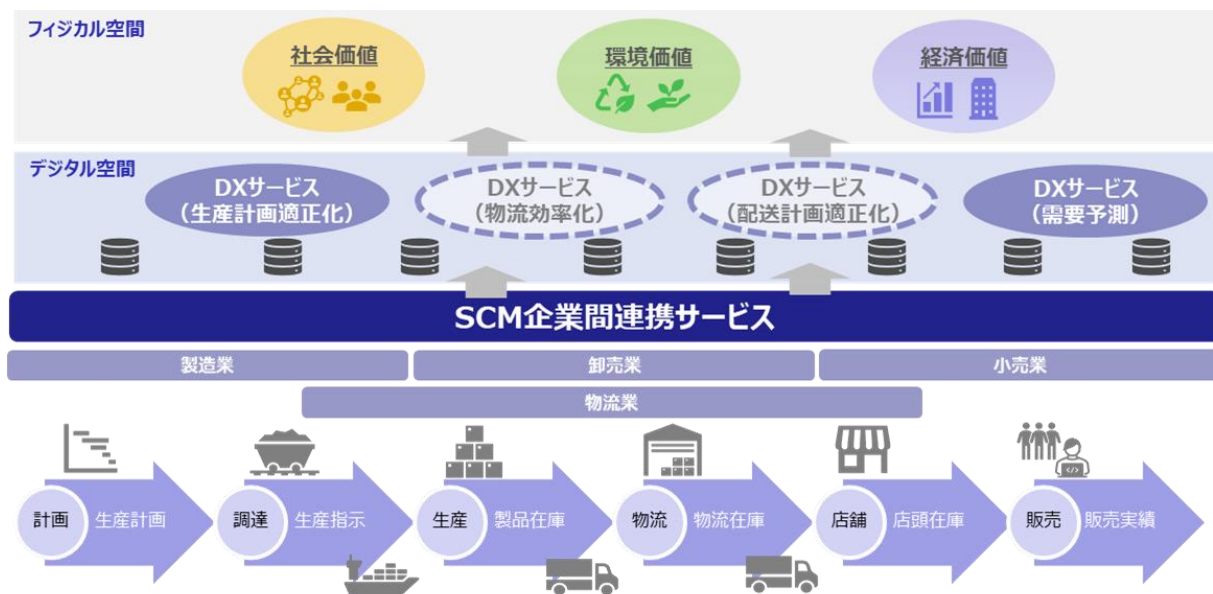 フィジカル空間
社会価値
環境価値
経済価値
デジタル空間
DXサービス
（生産計画適正化）
DXサービス
（物流効率化）
DXサービス
（配送計画適正化）
DXサービス
（需要予測）
SCM企業間連携サービス
製造業
卸売業
小売業
物流業
計画
生産計画
調達
生産指示
生産
製品在庫
物流
物流在庫
店舗
店頭在庫
販売
販売実績